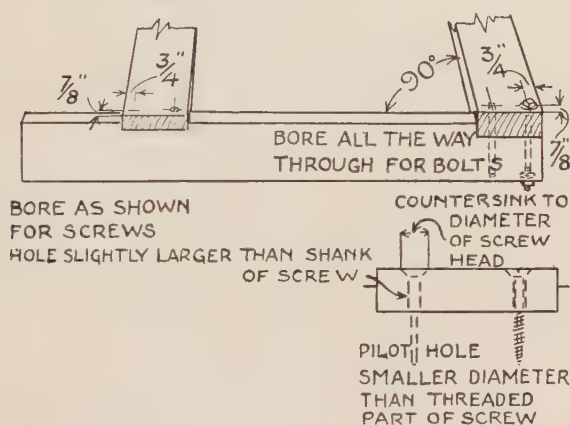 7/8"
3/4"
90°
3/4"
7/8"
BORE ALL THE WAY
THROUGH FOR BOLTS
BORE AS SHOWN
FOR SCREWS
HOLE SLIGHTLY LARGER THAN SHANK
OF SCREW
COUNTERSINK TO
DIAMETER
OF SCREW
HEAD
PILOT HOLE
SMALLER DIAMETER
THAN THREADED
PART OF SCREW